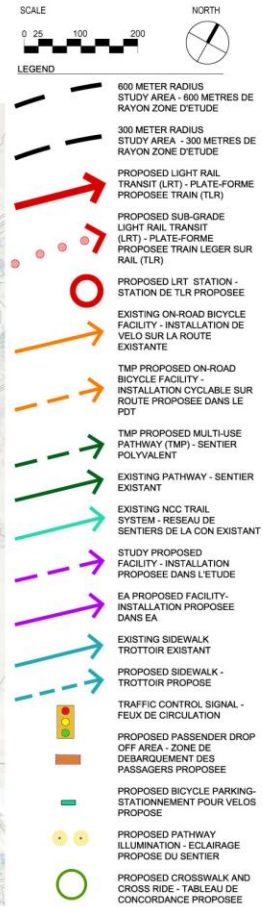 SCALE
NORTH
0 25 100 200
LEGEND
600 METER RADIUS
STUDY AREA - 600 METRES DE
RAYON ZONE D'ETUDE
300 METER RADIUS
STUDY AREA - 300 METRES DE
RAYON ZONE D'ETUDE
PROPOSED LIGHT RAIL
TRANSIT (LRT) - PLATE-FORME
PROPOSEE TRAIN (TLR)
PROPOSED SUB-GRADE
LIGHT RAIL TRANSIT
(LRT) - PLATE-FORME
PROPOSEE TRAIN LEGER SUR
RAIL (TLR)
PROPOSED LRT STATION -
STATION DE TLR PROPOSEE
EXISTING ON-ROAD BICYCLE
FACILITY - INSTALLATION DE
VELO SUR LA ROUTE
EXISTANTE
TMP PROPOSED ON-ROAD
BICYCLE FACILITY -
INSTALLATION CYCLABLE SUR
ROUTE PROPOSEE DANS LE
PDT
TMP PROPOSED MULTI-USE
PATHWAY (TMP) - SENTIER
POLYVALENT
EXISTING PATHWAY - SENTIER
EXISTANT
EXISTING NCC TRAIL
SYSTEM - RESEAU DE
SENTIERS DE LA CON EXISTANT
STUDY PROPOSED
FACILITY - INSTALLATION
PROPOSEE DANS L'ETUDE
EA PROPOSED FACILITY-
INSTALLATION PROPOSEE
DANS EA
EXISTING SIDEWALK
TROTTOIR EXISTANT
PROPOSED SIDEWALK -
TROTTOIR PROPOSE
TRAFFIC CONTROL SIGNAL -
FEUX DE CIRCULATION
PROPOSED PASSENDER DROP
OFF AREA - ZONE DE
DEBARQUEMENT DES
PASSAGERS PROPOSEE
PROPOSED BICYCLE PARKING-
STATIONNEMENT POUR VELOS
PROPOSE
PROPOSED PATHWAY
ILLUMINATION - ECLAIRAGE
PROPOSE DU SENTIER
PROPOSED CROSSWALK AND
CROSS RIDE - TABLEAU DE
CONCORDANCE PROPOSEE